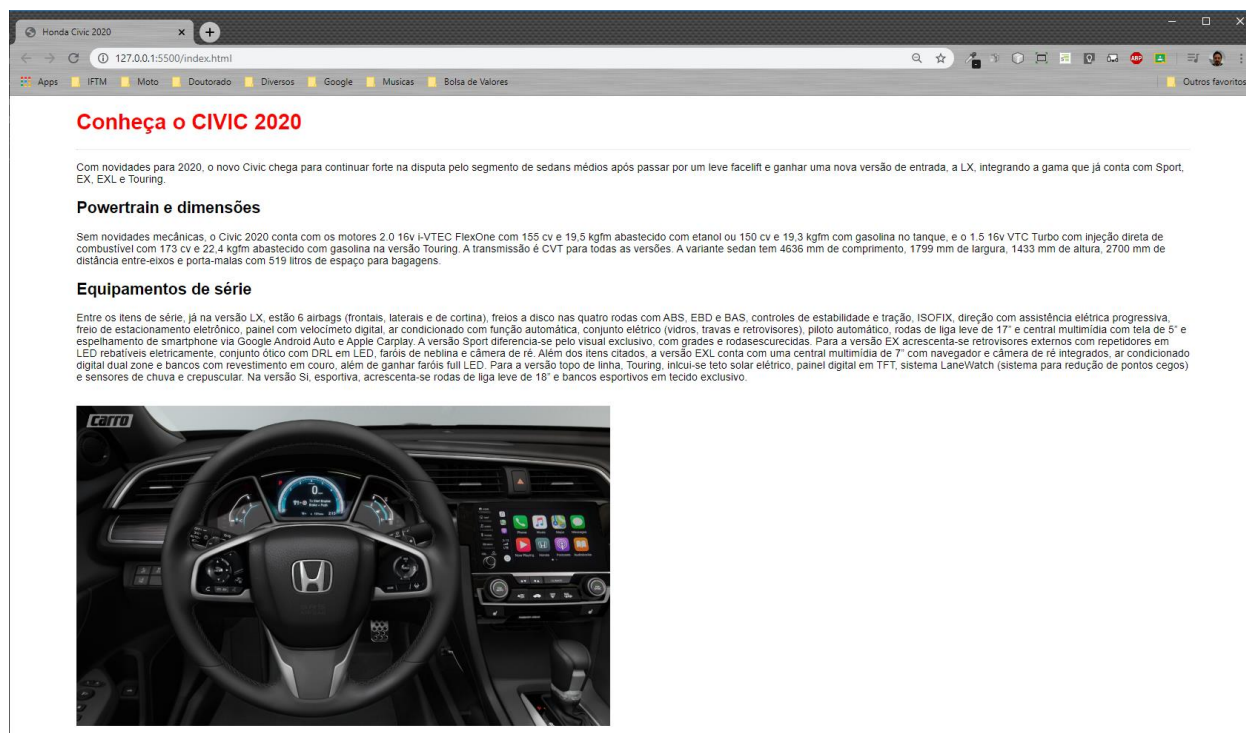 Honda Civic 2020
127.0.0.1:5500/index.html
Apps IFTM Moto Doutorado Diversos Google Musicas Bolsa de Valores Outros favoritos
ABP
Conheça o CIVIC 2020
Com novidades para 2020, o novo Civic chega para continuar forte na disputa pelo segmento de sedans médios após passar por um leve facelift e ganhar uma nova versão de entrada, a LX, integrando a gama que já conta com Sport,
EX, EXL e Touring.
Powertrain e dimensões
Sem novidades mecânicas, o Civic 2020 conta com os motores 2.0 16v i-VTEC FlexOne com 155 cv e 19,5 kgfm abastecido com etanol ou 150 cv e 19,3 kgfm com gasolina no tanque, e o 1.5 16v VTC Turbo com injeção direta de
combustível com 173 cv e 22,4 kgfm abastecido com gasolina na versão Touring. A transmissão é CVT para todas as versões. A variante sedan tem 4636 mm de comprimento, 1799 mm de largura, 1433 mm de altura, 2700 mm de
distância entre-eixos e porta-malas com 519 litros de espaço para bagagens.
Equipamentos de série
Entre os itens de série, já na versão LX, estão 6 airbags (frontais, laterais e de cortina), freios a disco nas quatro rodas com ABS, EBD e BAS, controles de estabilidade e tração, ISOFIX, direção com assistência elétrica progressiva,
freio de estacionamento eletrônico, painel com velocímeto digital, ar condicionado com função automática, conjunto elétrico (vidros, travas e retrovisores), piloto automático, rodas de liga leve de 17" e central multimídia com tela de 5" e
espelhamento de smartphone via Google Android Auto e Apple Carplay. A versão Sport diferencia-se pelo visual exclusivo, com grades e rodasescurecidas. Para a versão EX acrescenta-se retrovisores externos com repetidores em
LED rebatíveis eletricamente, conjunto ótico com DRL em LED, faróis de neblina e câmera de ré. Além dos itens citados, a versão EXL conta com uma central multimídia de 7" com navegador e câmera de ré integrados, ar condicionado
digital dual zone e bancos com revestimento em couro, além de ganhar faróis full LED. Para a versão topo de linha, Touring, inlcui-se teto solar elétrico, painel digital em TFT, sistema LaneWatch (sistema para redução de pontos cegos)
e sensores de chuva e crepuscular. Na versão Si, esportiva, acrescenta-se rodas de liga leve de 18" e bancos esportivos em tecido exclusivo.
carro
0